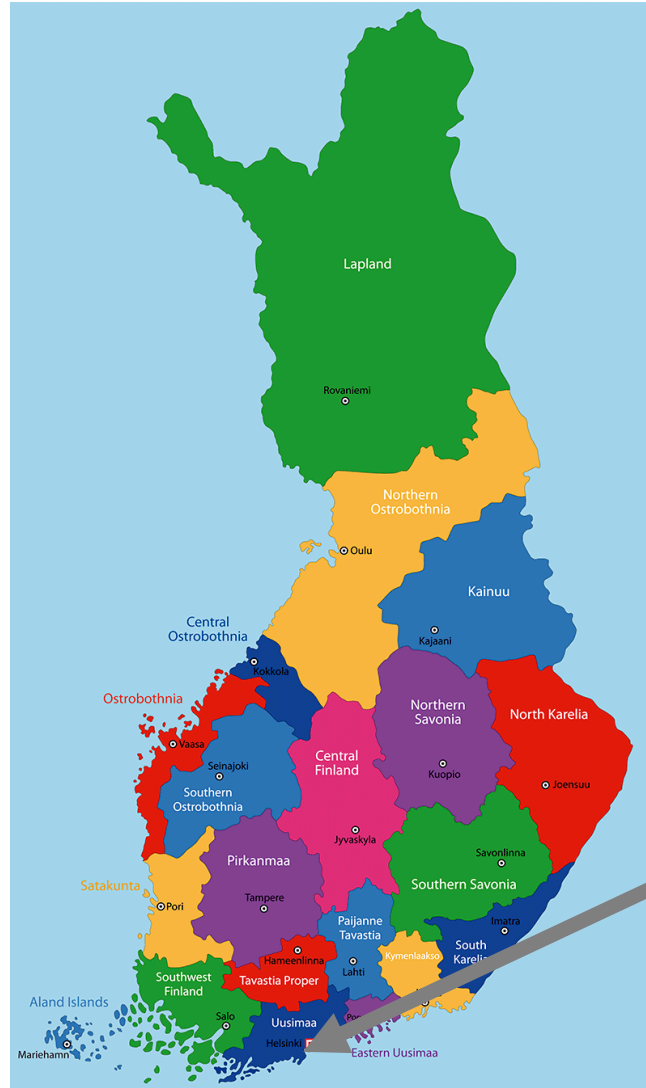 Lapland
Rovaniemi
Northern
Ostrobothnia
Oulu
Kainuu
Central
Ostrobothnia
Kajaani
Kokkola
Ostrobothnia
Northern
Savonia
North Karelia
Vaasa
Central
Finland
Seinajoki
Kuopio
Joensuu
Southern
Ostrobothnia
Jyvaskyla
Savonlinna
Pirkanmaa
Satakunta
Southern Savonia
Tampere
Pori
Paijanne
Tavastia
Imatra
South
Karelia
Kymenlaakso
Hameenlinna
Lahti
Southwest
Finland
Tavastia Proper
Aland Islands
Salo
Uusimaa
Helsinki
Mariehamn
Eastern Uusimaa